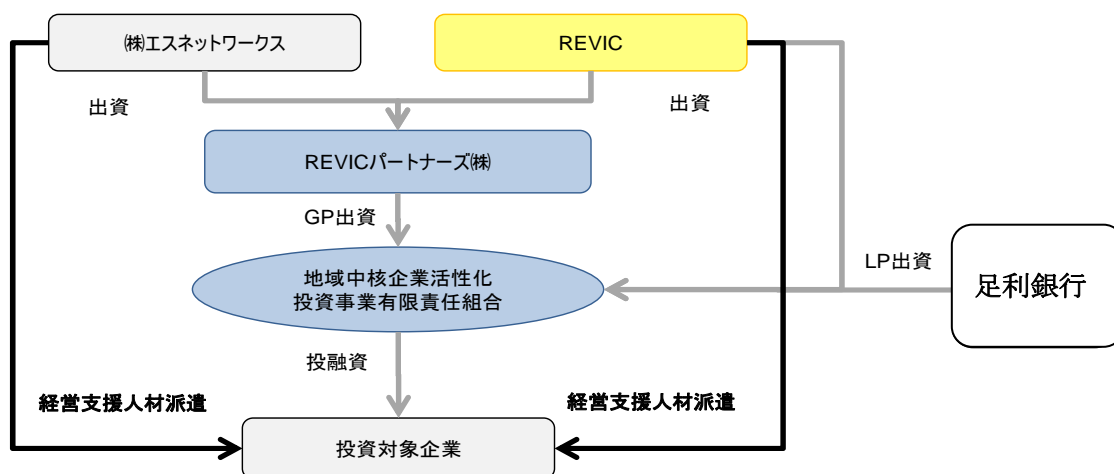 ㈱エスネットワークス
REVIC
出資
出資
REVICパートナーズ㈱
GP出資
地域中核企業活性化
投資事業有限責任組合
LP出資
足利銀行
投融資
経営支援人材派遣
経営支援人材派遣
投資対象企業